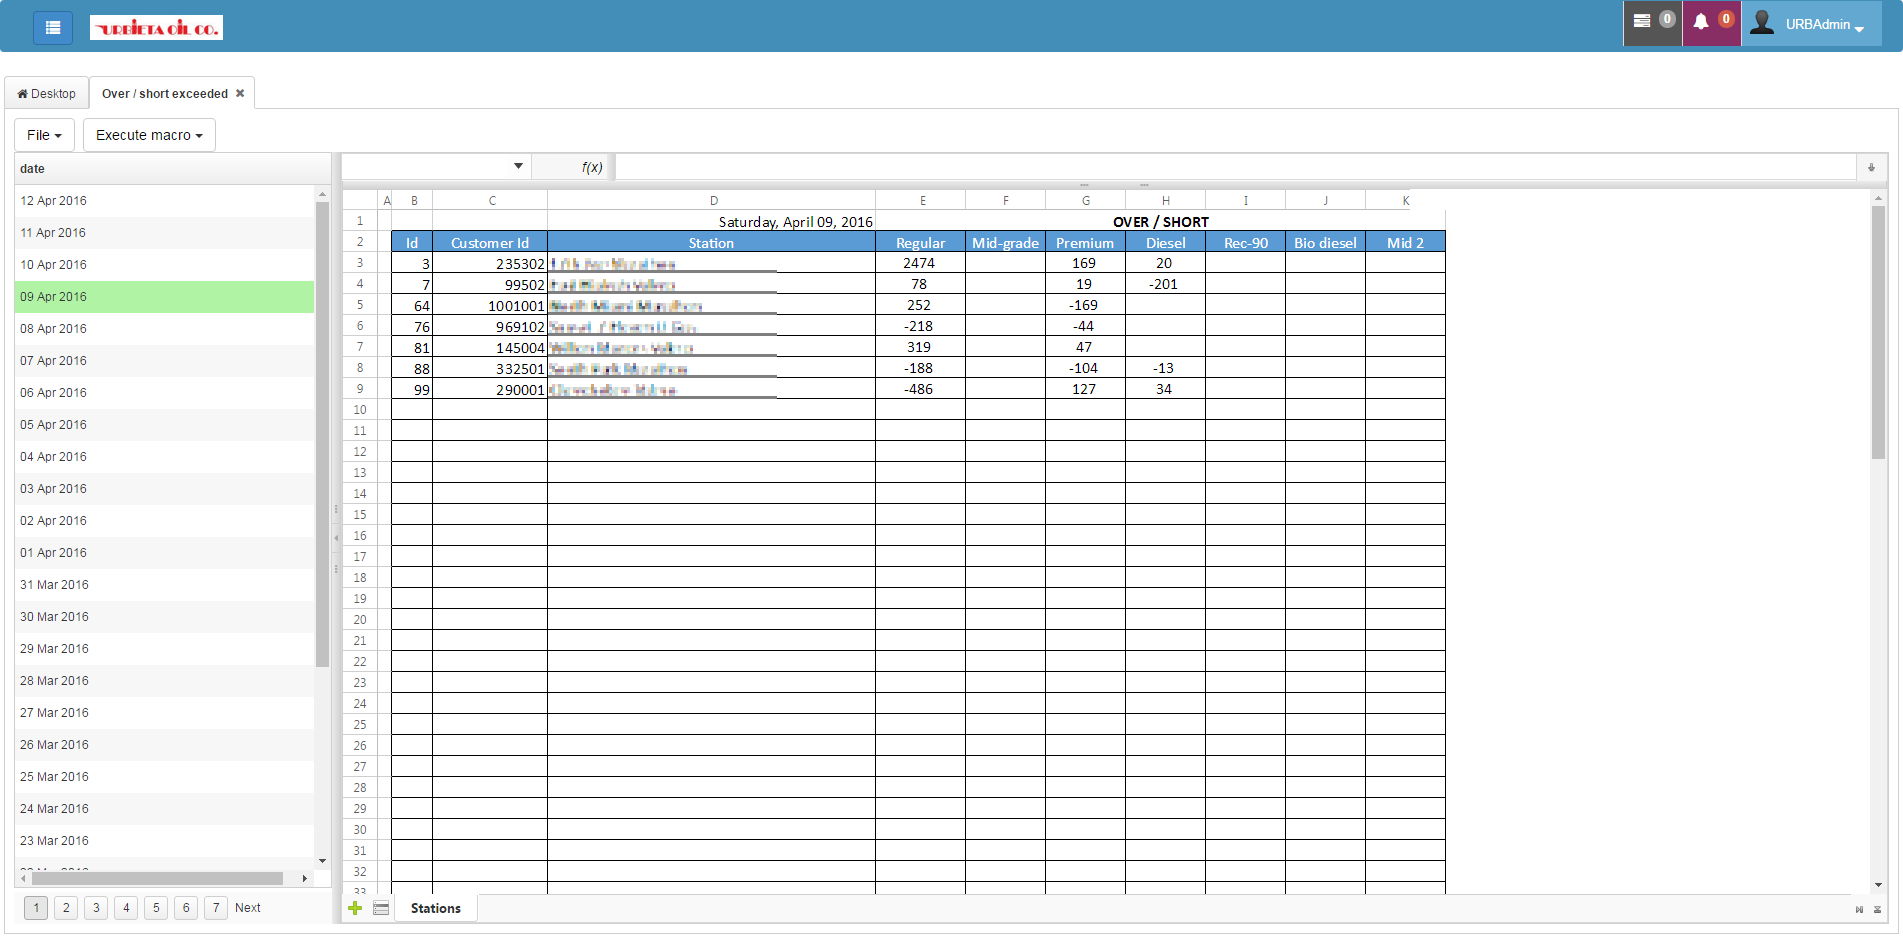 URBIETA OIL CO.
0
0
URBAdmin
Desktop
Over / short exceeded
File
Execute macro
date
12 Apr 2016
11 Apr 2016
10 Apr 2016
09 Apr 2016
08 Apr 2016
07 Apr 2016
06 Apr 2016
05 Apr 2016
04 Apr 2016
03 Apr 2016
02 Apr 2016
01 Apr 2016
31 Mar 2016
30 Mar 2016
29 Mar 2016
28 Mar 2016
27 Mar 2016
26 Mar 2016
25 Mar 2016
24 Mar 2016
23 Mar 2016
1 2 3 4 5 6 7 Next
f(x)
A B C D E F G H I J K
1 Saturday, April 09, 2016 OVER / SHORT
2 Id Customer Id Station Regular Mid-grade Premium Diesel Rec-90 Bio diesel Mid 2
3 3 235302 2474 169 20
4 7 99502 78 19 -201
5 64 1001001 252 -169
6 76 969102 -218 -44
7 81 145004 319 47
8 88 332501 -188 -104 -13
9 99 290001 -486 127 34
10
11
12
13
14
15
16
17
18
19
20
21
22
23
24
25
26
27
28
29
30
31
32
33
Stations